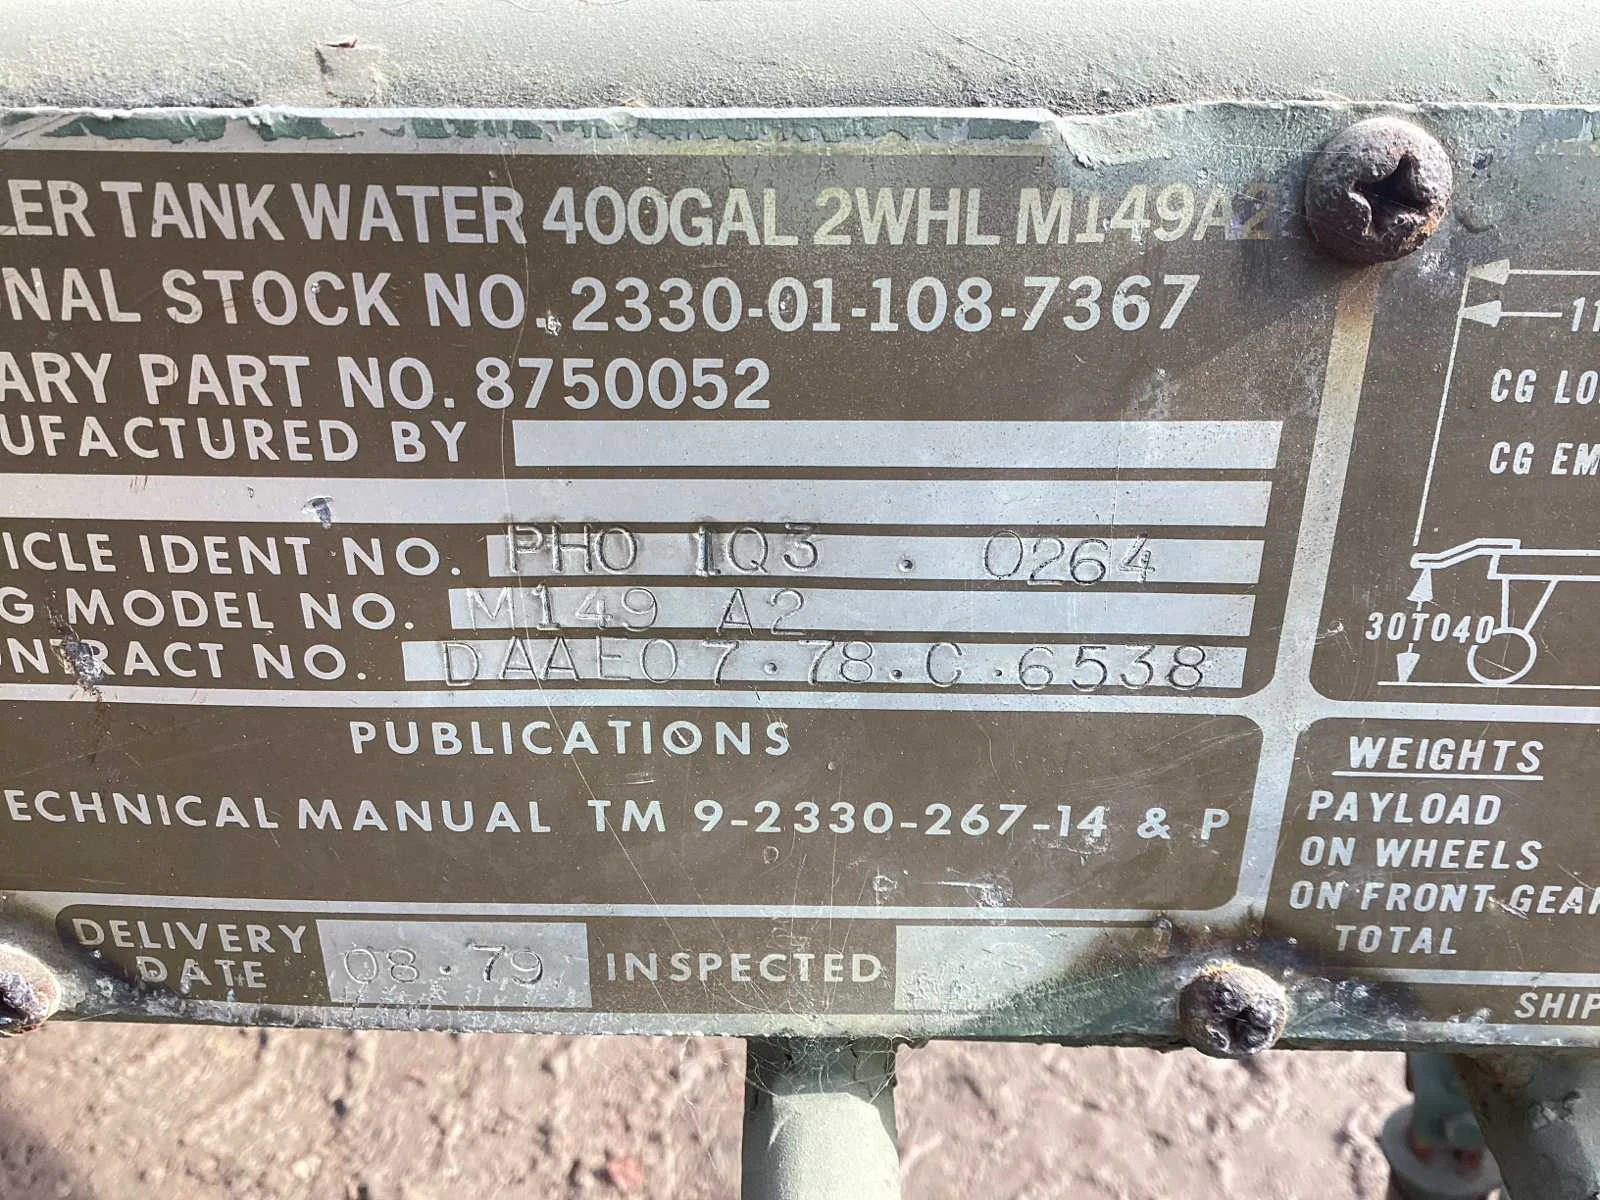 LER TANK WATER 400GAL 2WHL M149A2
ONAL STOCK NO. 2330-01-108-7367
ARY PART NO. 8750052
UFACTURED BY
ICLE IDENT NO. PHO 1Q3 . 0264
G MODEL NO. M149 A2
ONTRACT NO. DAAE07.78.C.6538
PUBLICATIONS
ECHNICAL MANUAL TM 9-2330-267-14 & P
DELIVERY DATE 08.79 INSPECTED
11
CG LO
CG EM
30TO40
WEIGHTS
PAYLOAD
ON WHEELS
ON FRONT GEAR
TOTAL
SHIP